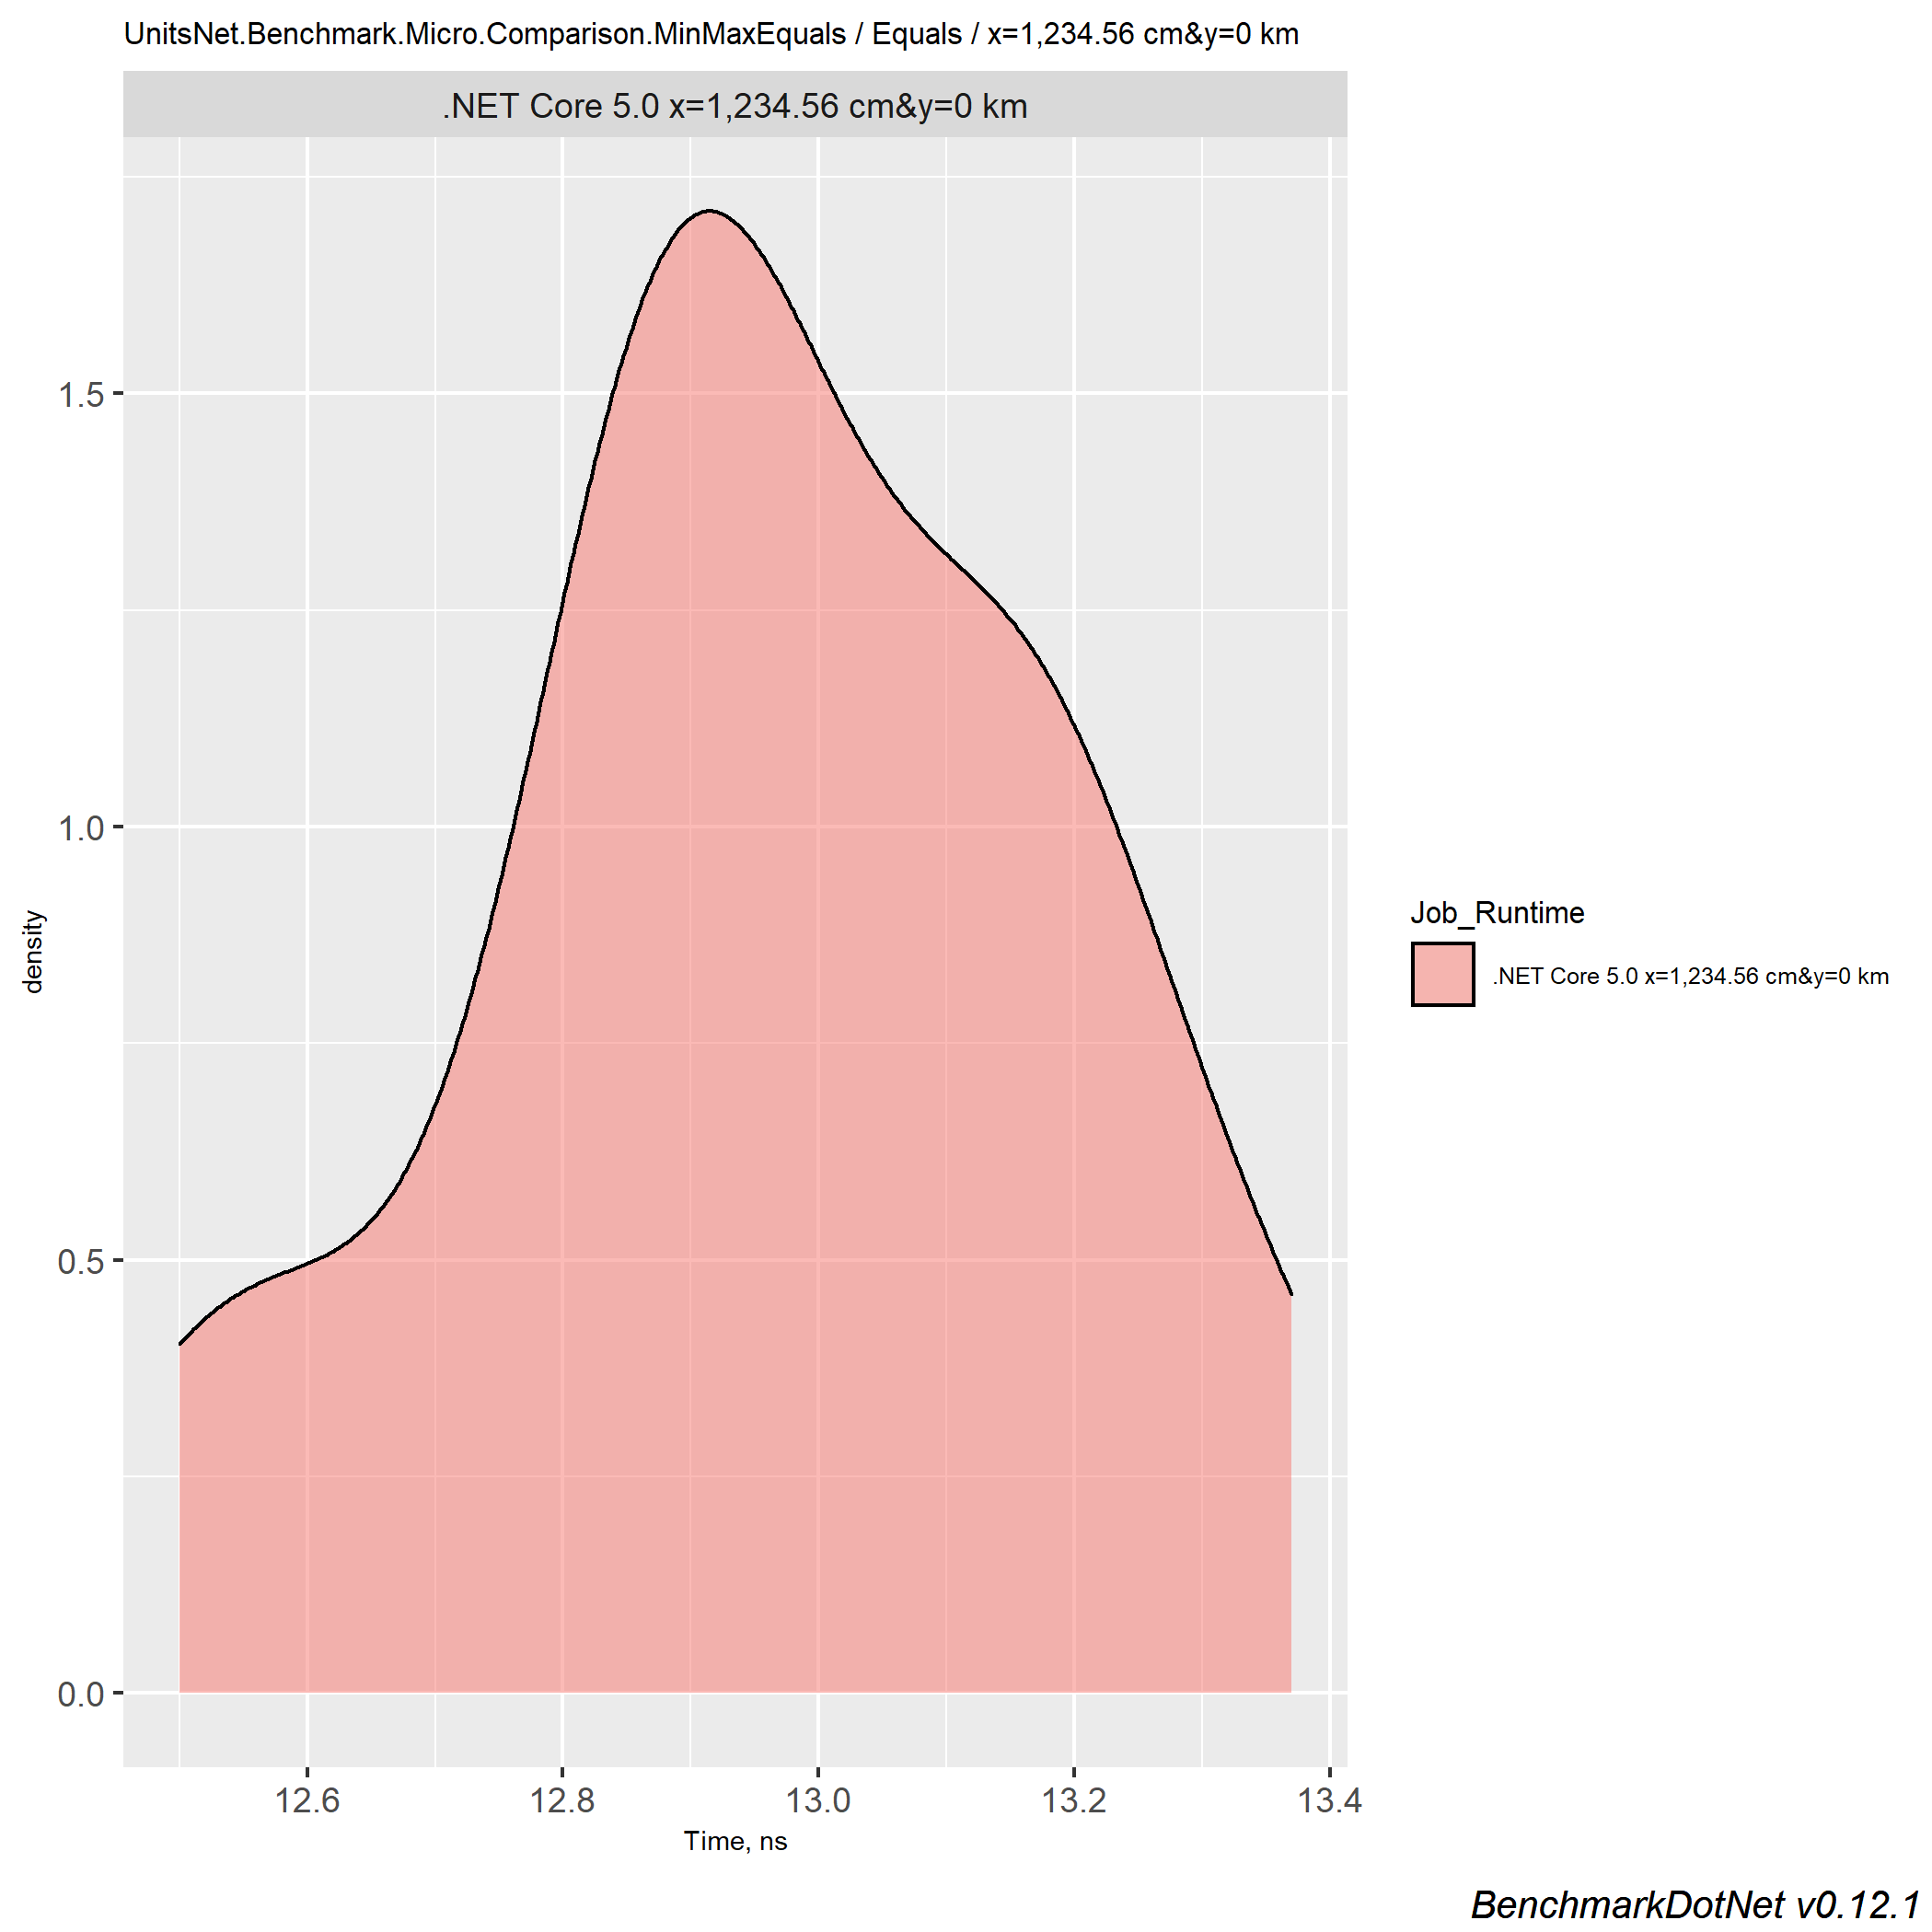 UnitsNet.Benchmark.Micro.Comparison.MinMaxEquals / Equals / x=1,234.56 cm&y=0 km
.NET Core 5.0 x=1,234.56 cm&y=0 km
1.5
1.0
0.5
0.0
density
12.6 12.8 13.0 13.2 13.4
Time, ns
Job_Runtime
.NET Core 5.0 x=1,234.56 cm&y=0 km
BenchmarkDotNet v0.12.1